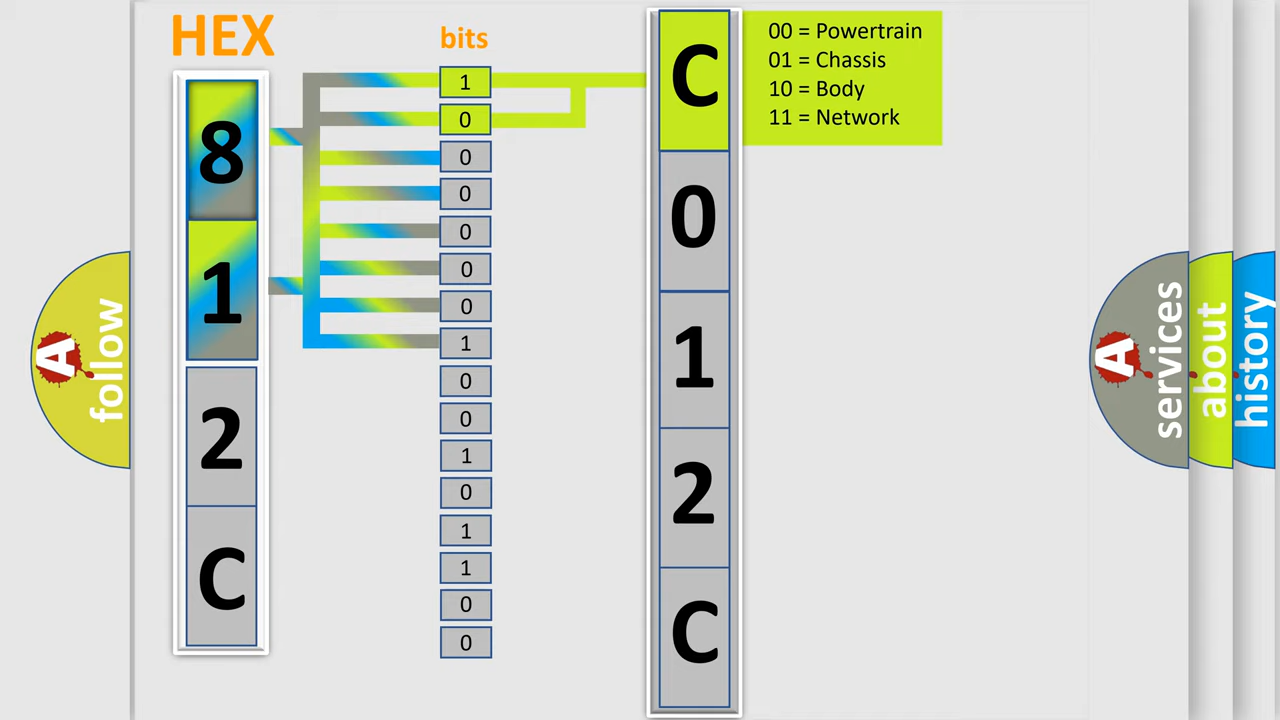 HEX
bits
8
1
2
C
1
0
0
0
0
0
0
1
0
0
1
0
1
1
0
0
C
0
1
2
C
00 = Powertrain
01 = Chassis
10 = Body
11 = Network
A
follow
A
services
about
history